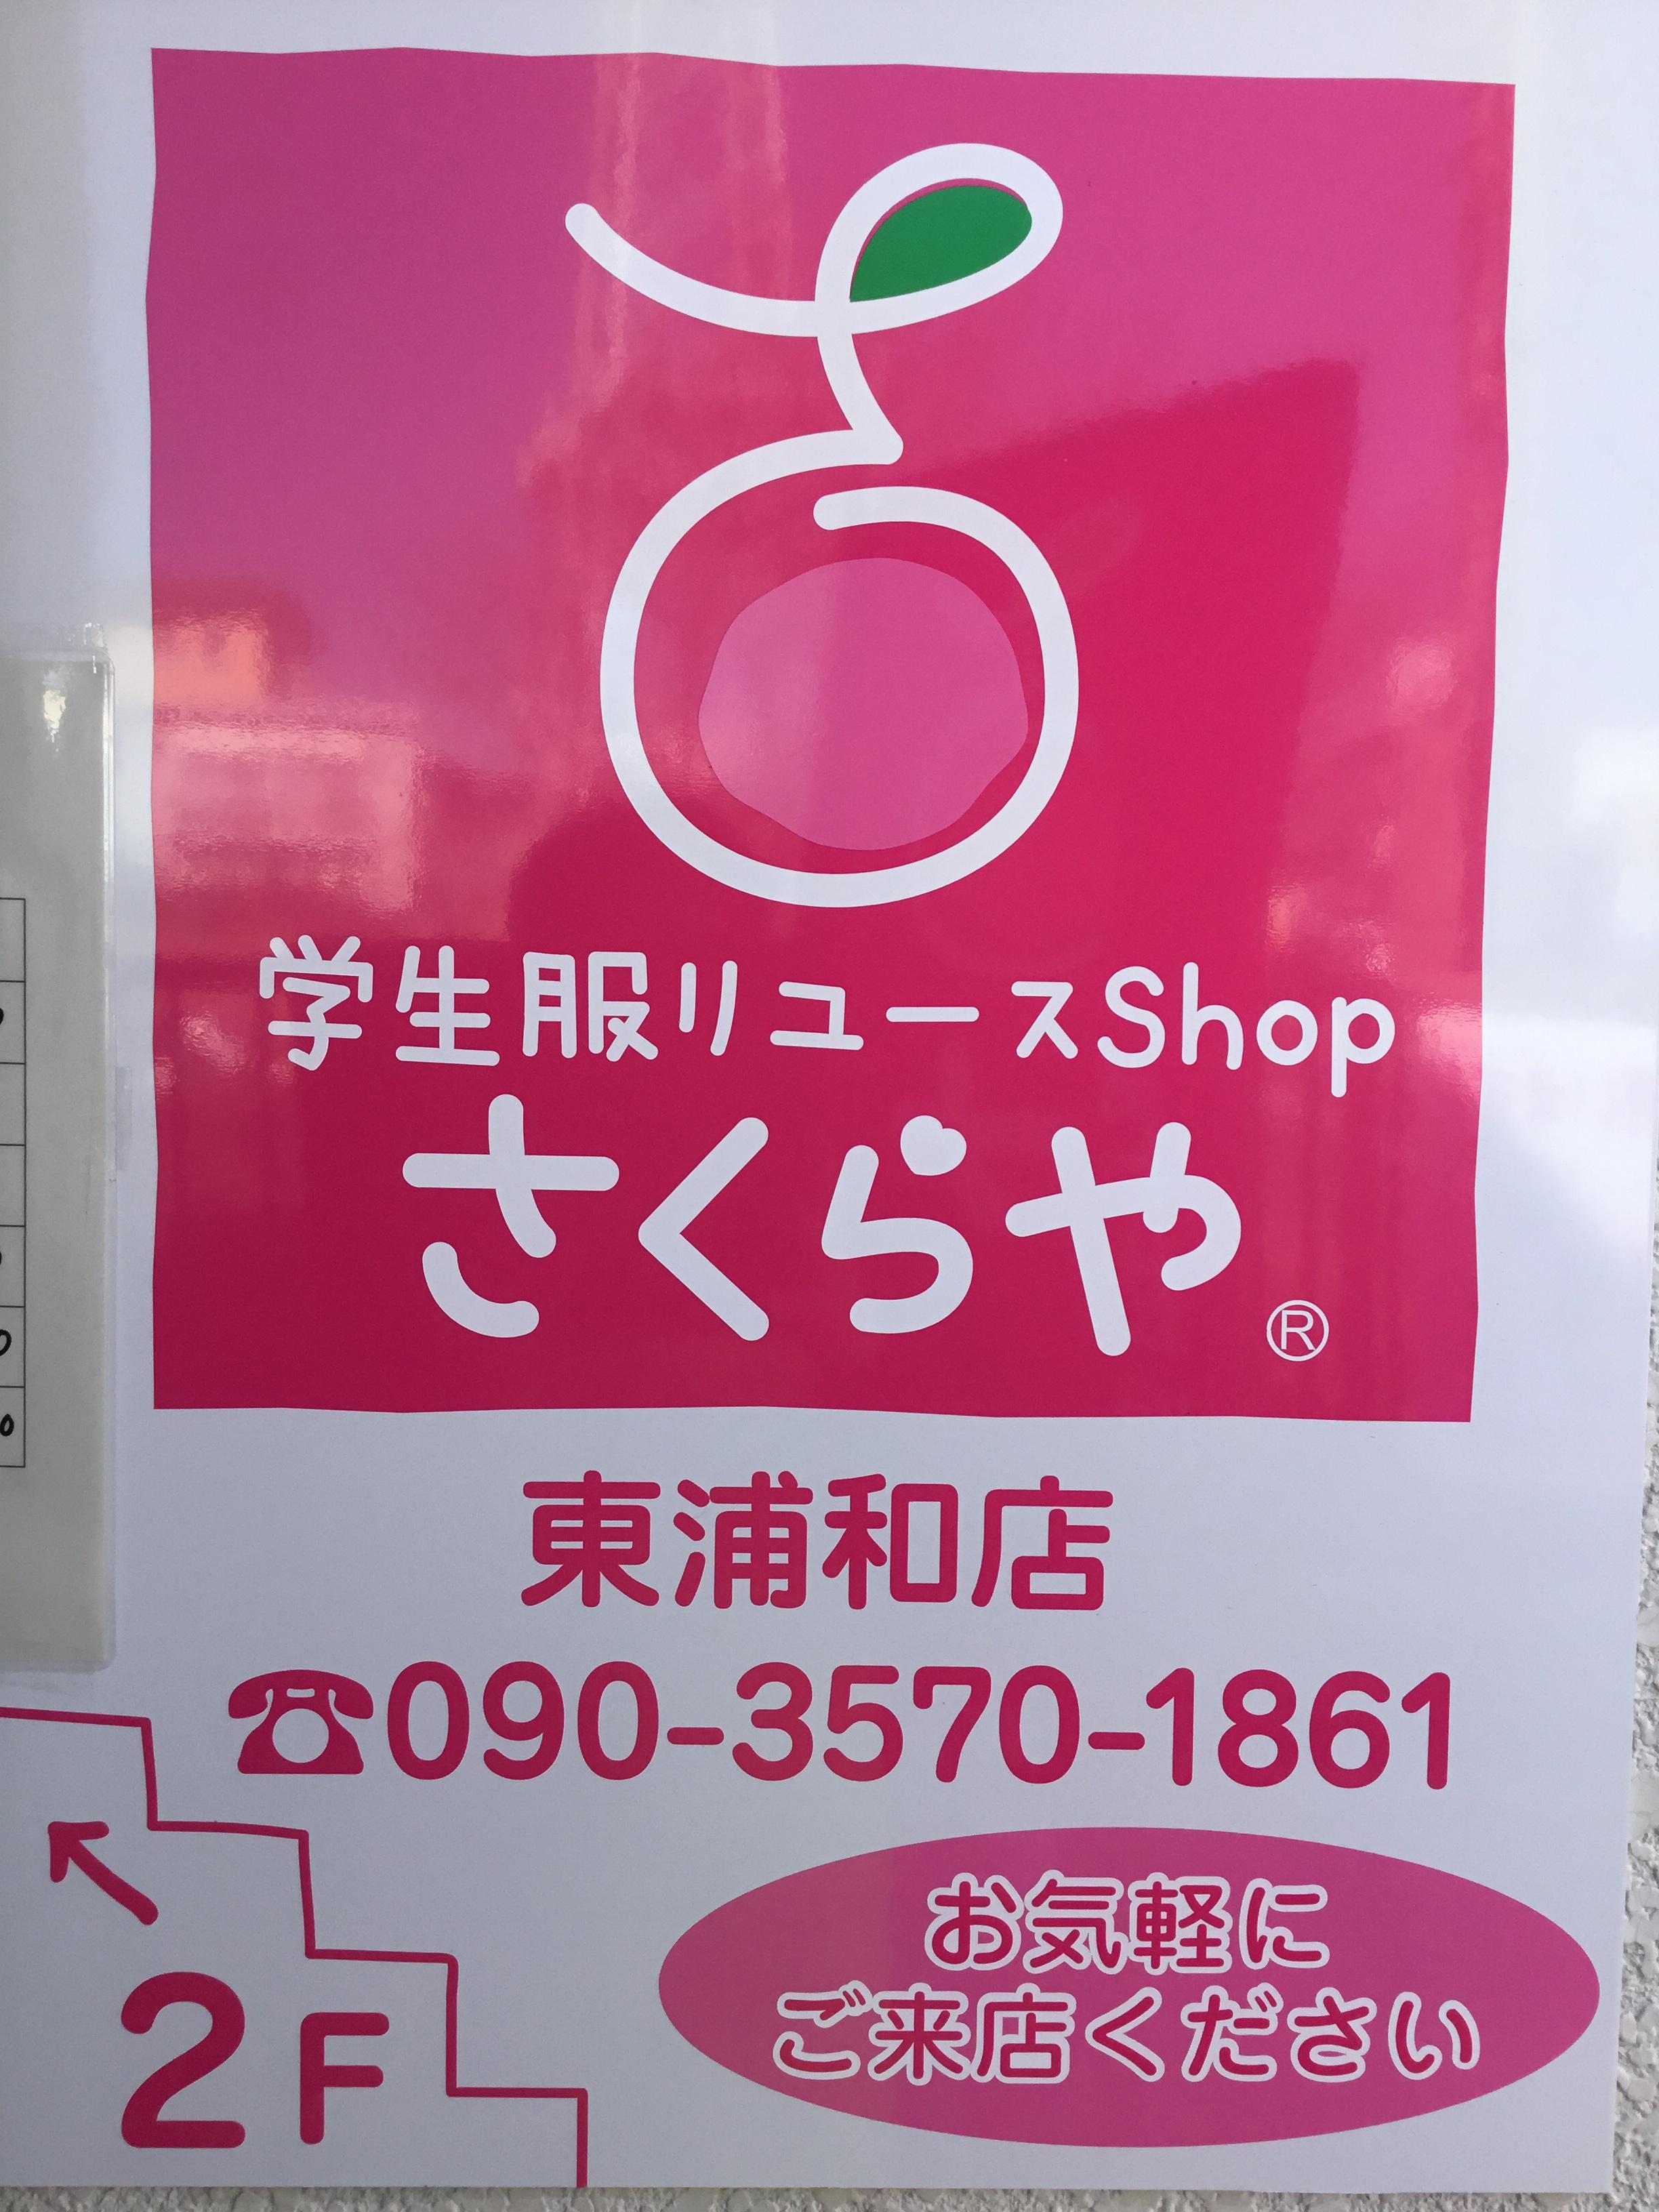 学生服リユースShop
さくらや®
東浦和店
☎090-3570-1861
お気軽に
ご来店ください
2F